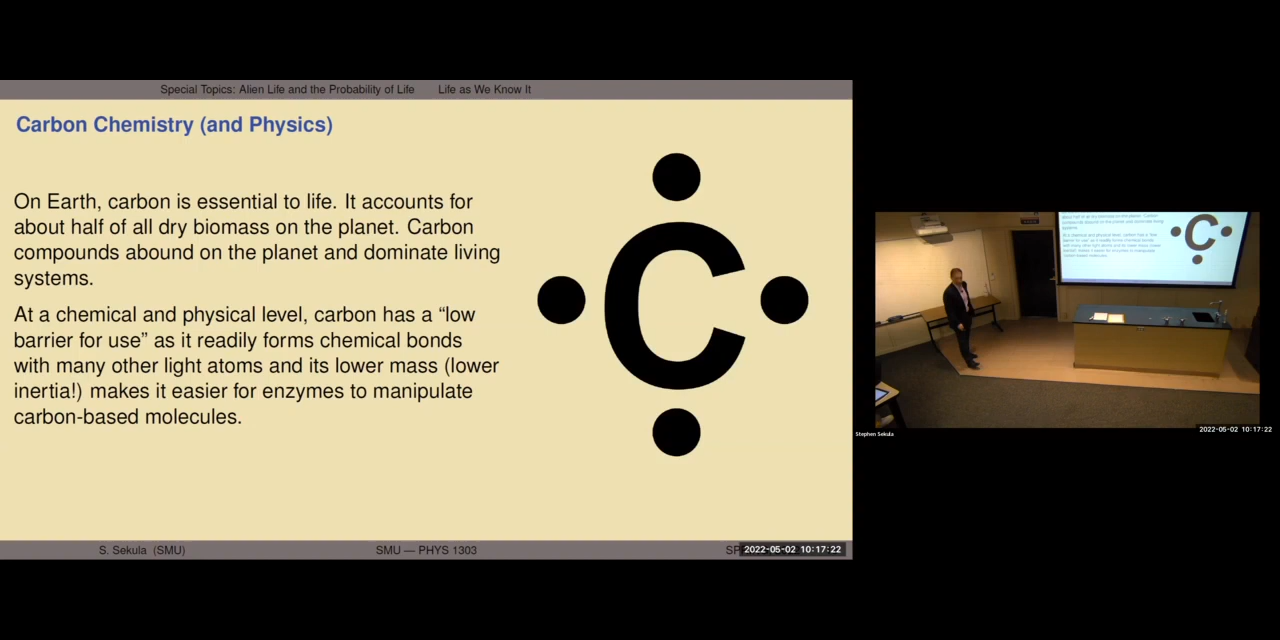 Special Topics: Alien Life and the Probability of Life Life as We Know It
Carbon Chemistry (and Physics)
On Earth, carbon is essential to life. It accounts for
about half of all dry biomass on the planet. Carbon
compounds abound on the planet and dominate living
systems.
At a chemical and physical level, carbon has a “low
barrier for use” as it readily forms chemical bonds
with many other light atoms and its lower mass (lower
inertia!) makes it easier for enzymes to manipulate
carbon-based molecules.
C
S. Sekula (SMU) SMU — PHYS 1303 SP
2022-05-02 10:17:22
C
Stephen Sekula
2022-05-02 10:17:22